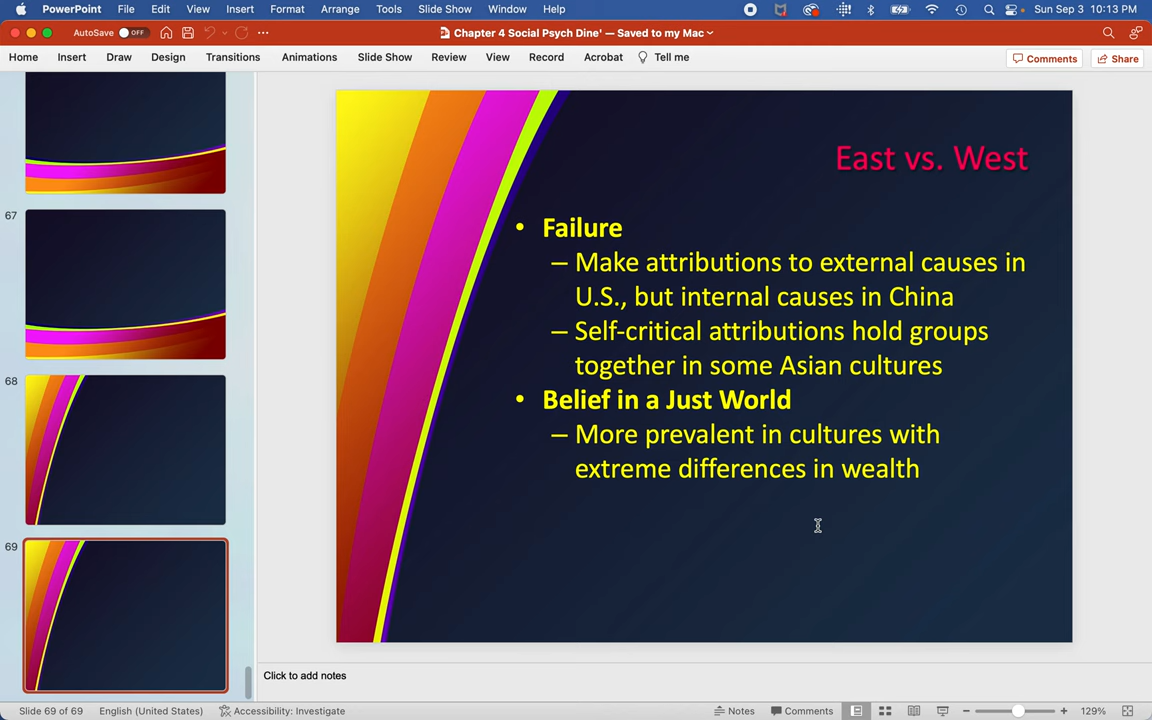 PowerPoint File Edit View Insert Format Arrange Tools Slide Show Window Help Sun Sep 3 10:13 PM
AutoSave OFF Chapter 4 Social Psych Dine' — Saved to my Mac
Home Insert Draw Design Transitions Animations Slide Show Review View Record Acrobat Tell me Comments Share
67
68
69
East vs. West
• Failure
– Make attributions to external causes in
U.S., but internal causes in China
– Self-critical attributions hold groups
together in some Asian cultures
• Belief in a Just World
– More prevalent in cultures with
extreme differences in wealth
Click to add notes
Slide 69 of 69 English (United States) Accessibility: Investigate Notes Comments 129%